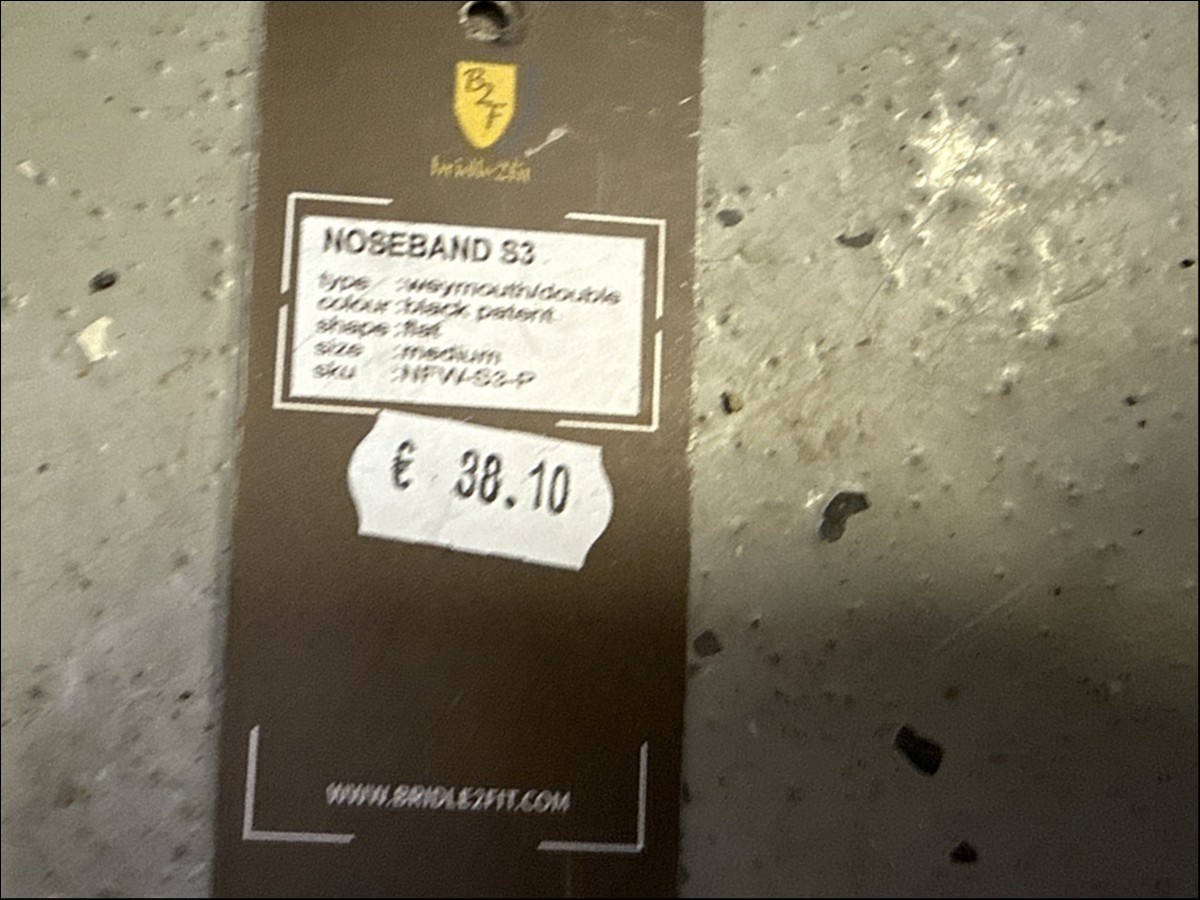 B2F
bridle2fit
NOSEBAND S3
type :weymouth/double
colour :black patent
shape :flat
size :medium
sku :NFW-S3-P
€ 38.10
WWW.BRIDLE2FIT.COM